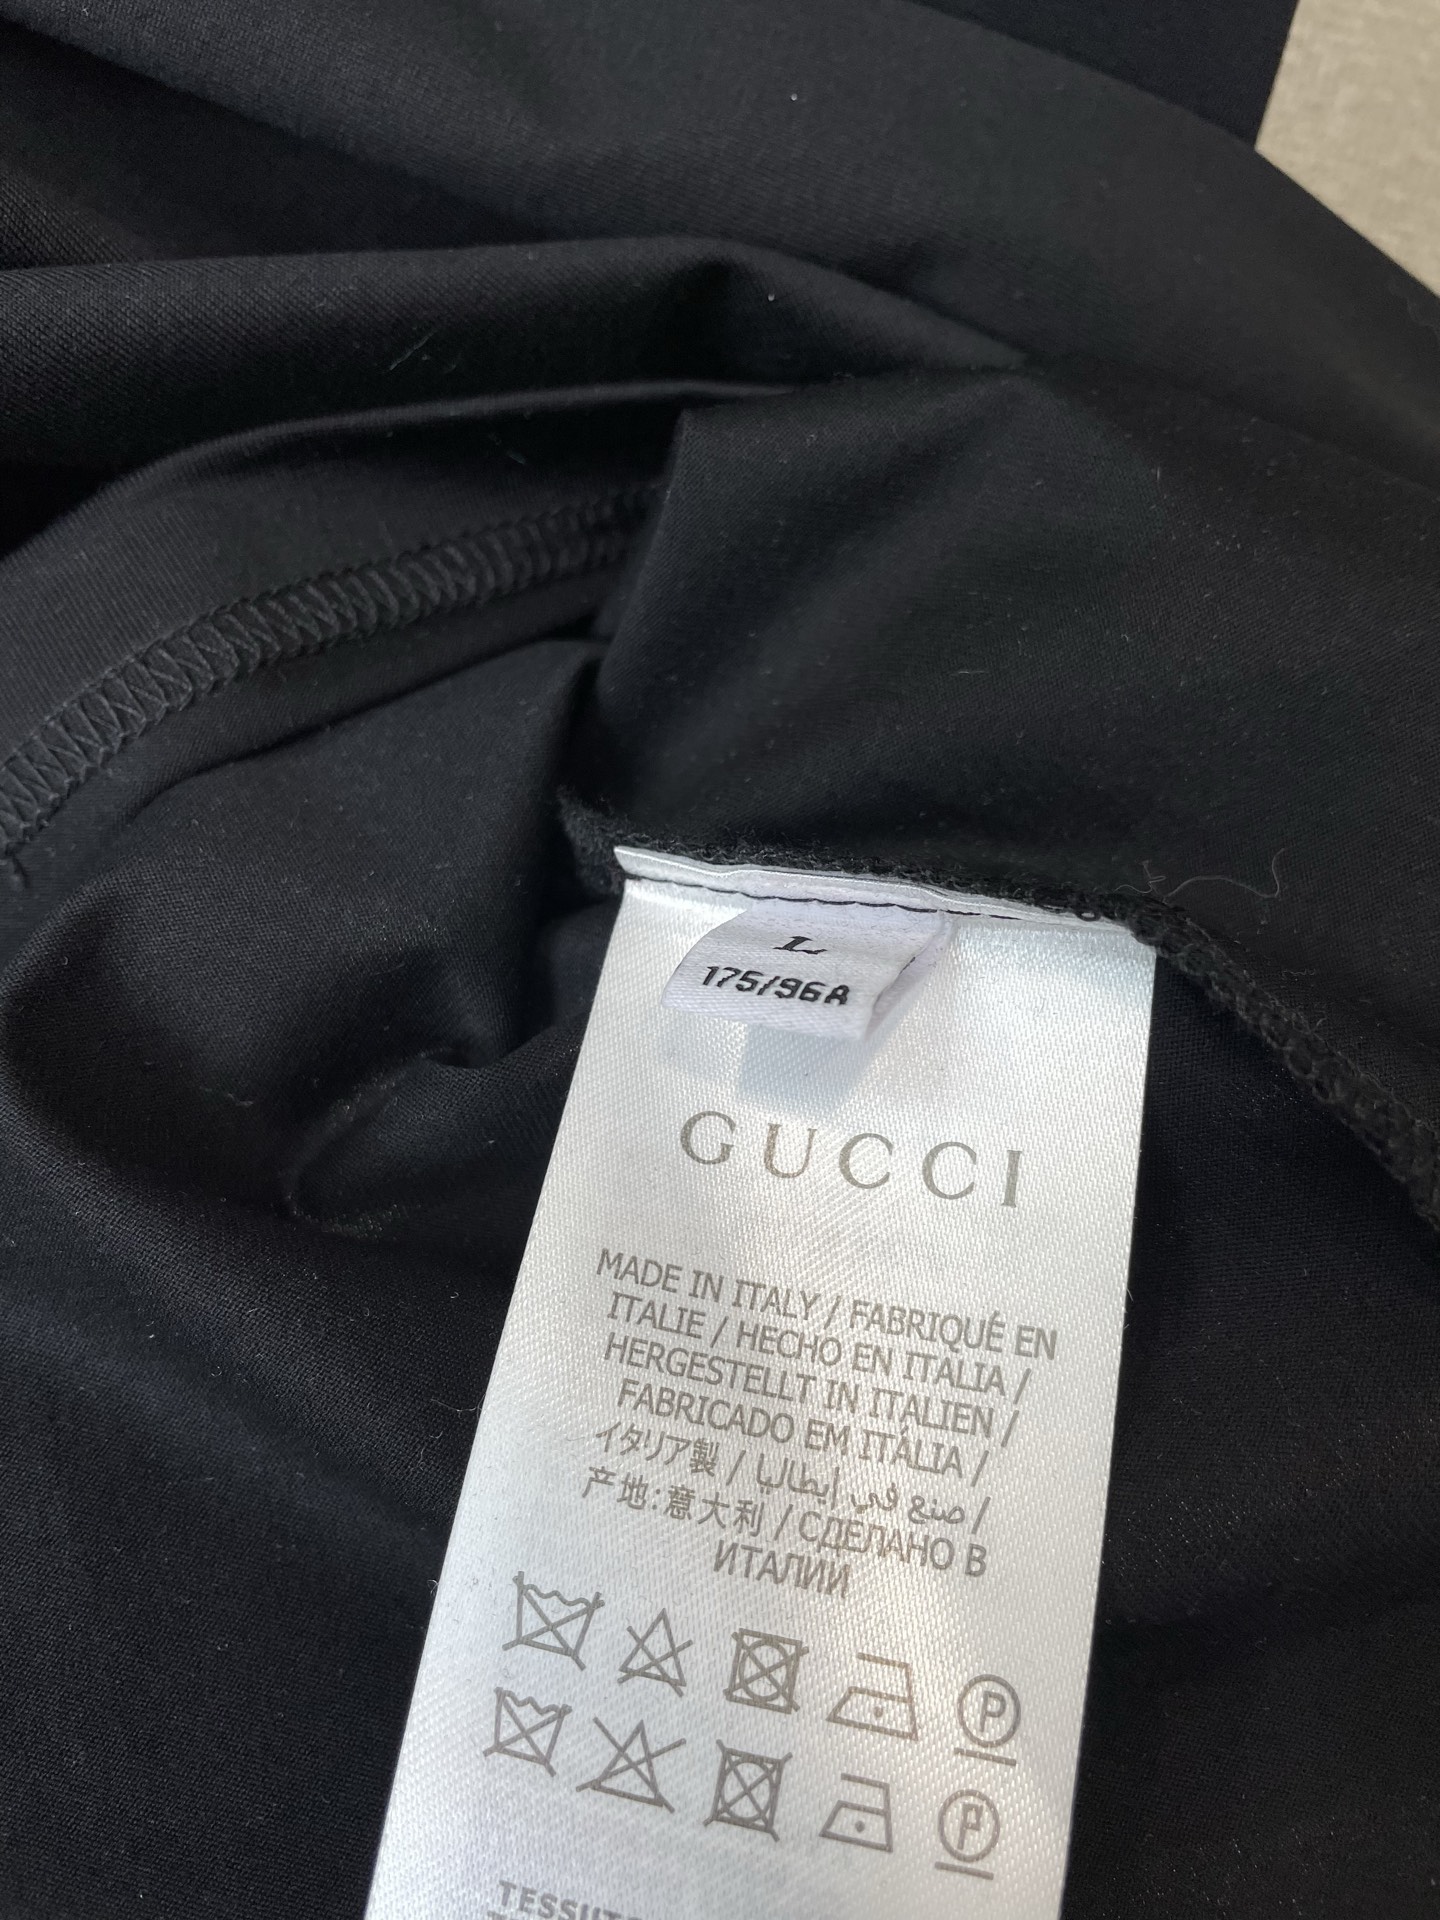 L
175/96A
GUCCI
MADE IN ITALY / FABRIQUÉ EN
ITALIE / HECHO EN ITALIA /
HERGESTELLT IN ITALIEN /
FABRICADO EM ITÁLIA /
イタリア製 / صنع في إيطاليا /
产地:意大利 / СДЕЛАНО В
ИТАЛИИ
P
P